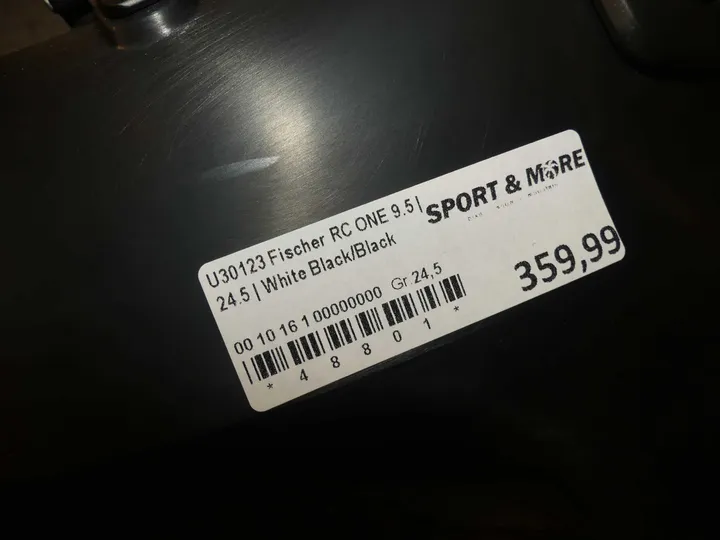 SPORT & MORE
U30123 Fischer RC ONE 9.5 |
24.5 | White Black/Black
359,99
00 10 16 1 00000000 Gr 24,5
* 4 8 8 0 1 *